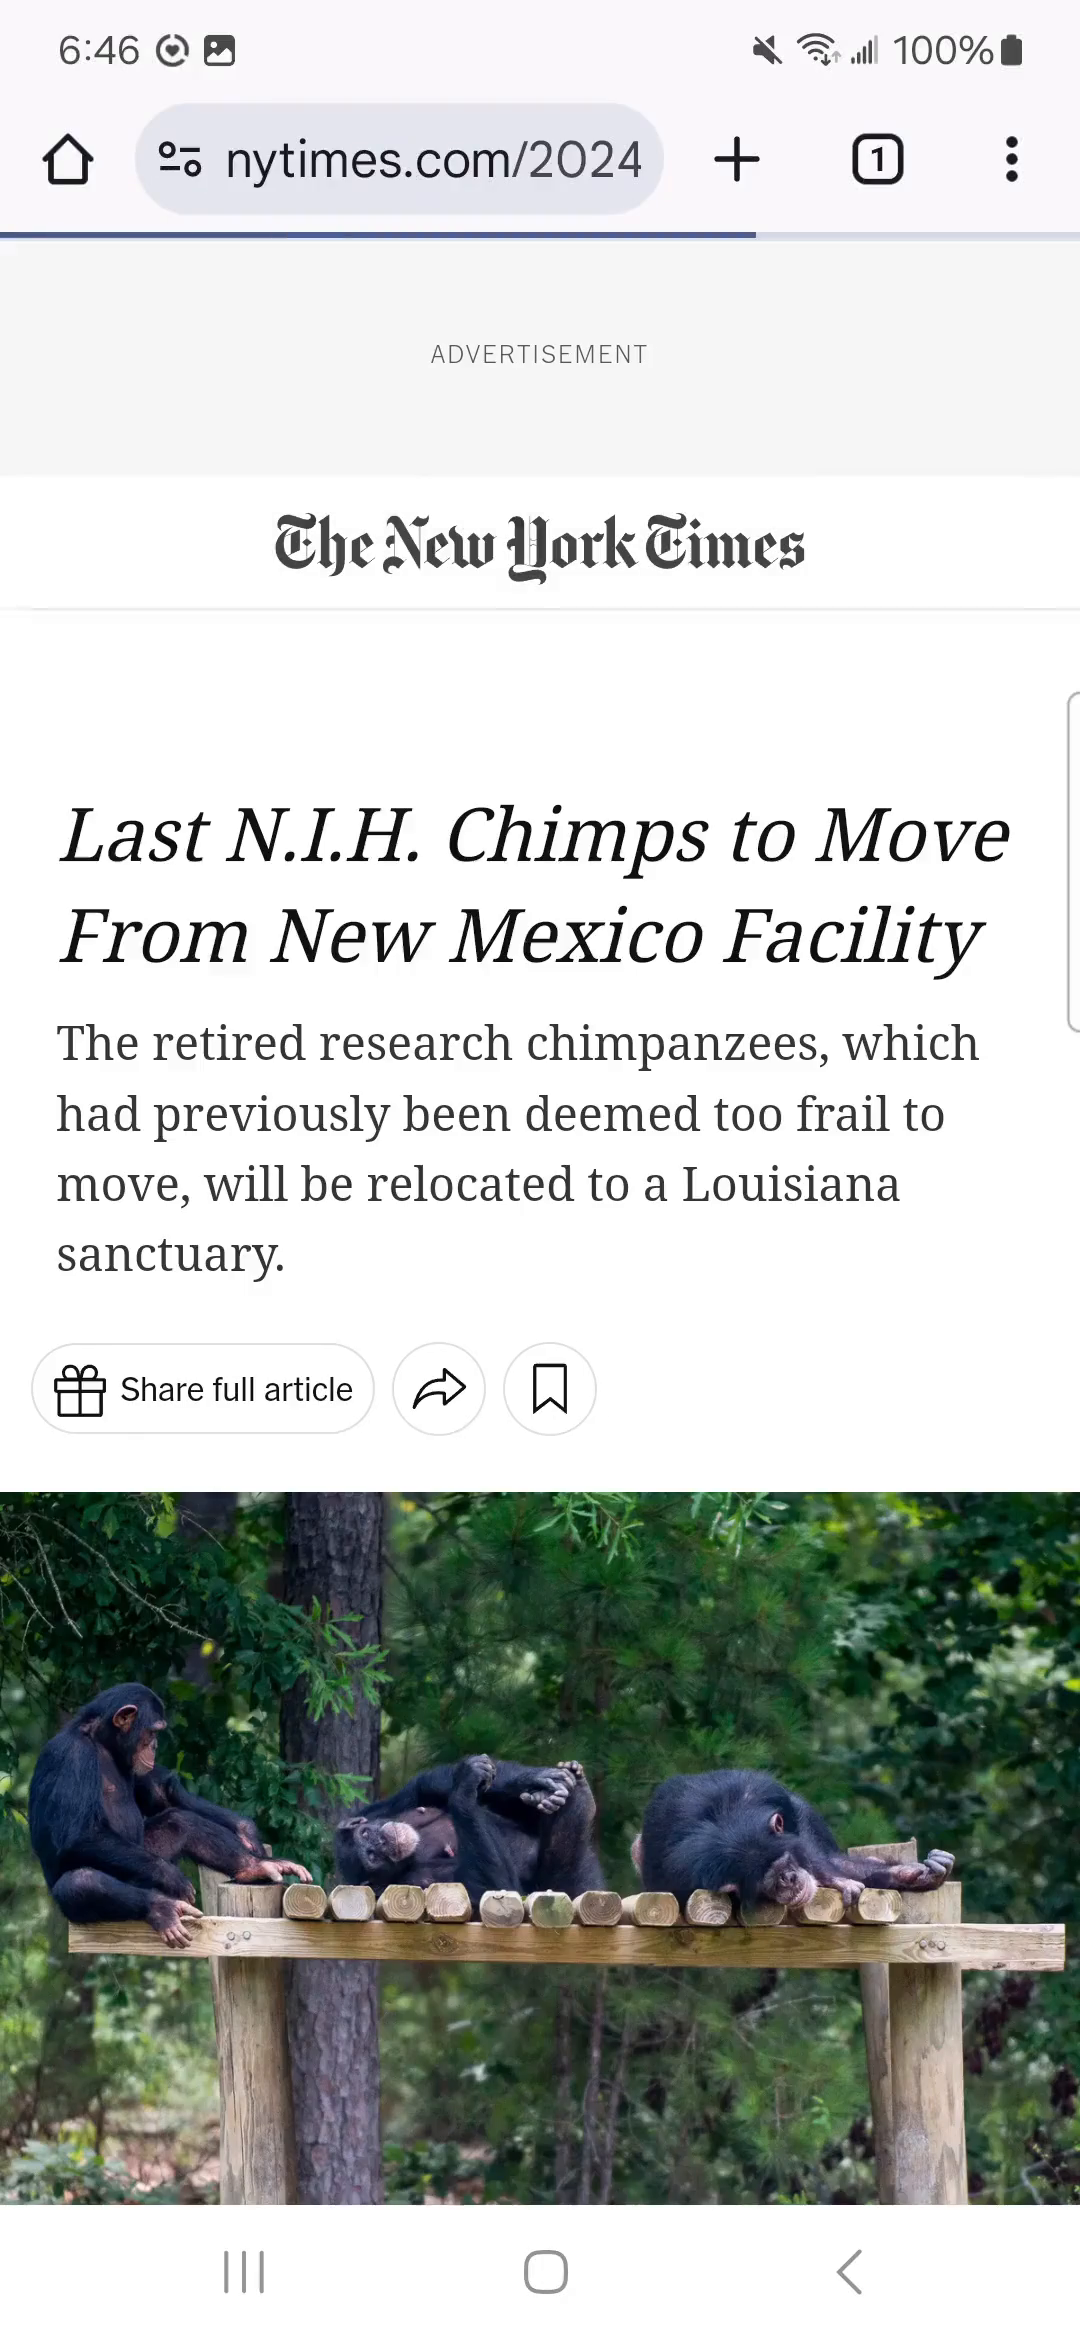 6:46
100%
nytimes.com/2024
1
ADVERTISEMENT
The New York Times
Last N.I.H. Chimps to Move
From New Mexico Facility
The retired research chimpanzees, which
had previously been deemed too frail to
move, will be relocated to a Louisiana
sanctuary.
Share full article